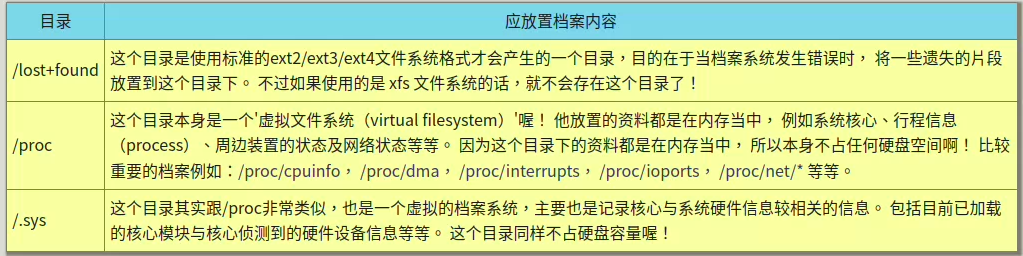 目录 应放置档案内容
/lost+found
这个目录是使用标准的ext2/ext3/ext4文件系统格式才会产生的一个目录，目的在于当档案系统发生错误时， 将一些遗失的片段
放置到这个目录下。 不过如果使用的是 xfs 文件系统的话，就不会存在这个目录了！
/proc
这个目录本身是一个'虚拟文件系统（virtual filesystem）'喔！ 他放置的资料都是在内存当中， 例如系统核心、行程信息
（process）、周边装置的状态及网络状态等等。 因为这个目录下的资料都是在内存当中， 所以本身不占任何硬盘空间啊！ 比较
重要的档案例如：/proc/cpuinfo， /proc/dma， /proc/interrupts， /proc/ioports， /proc/net/* 等等。
/.sys
这个目录其实跟/proc非常类似，也是一个虚拟的档案系统，主要也是记录核心与系统硬件信息较相关的信息。 包括目前已加载
的核心模块与核心侦测到的硬件设备信息等等。 这个目录同样不占硬盘容量喔！